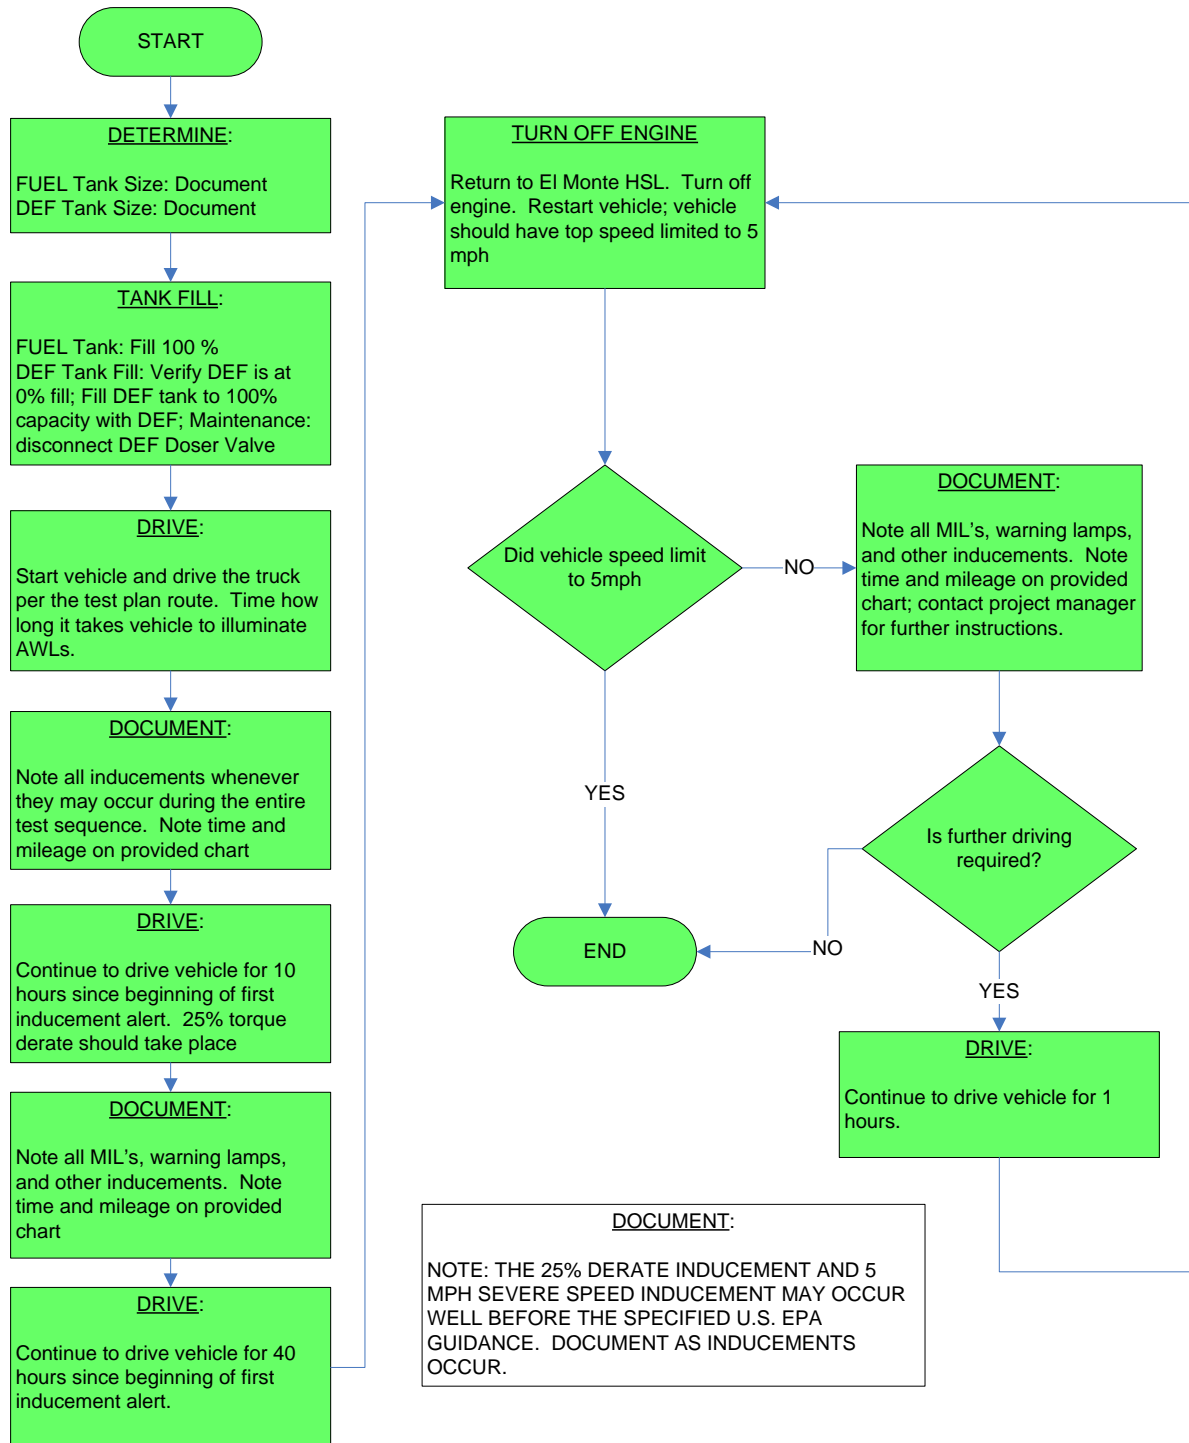 START
DETERMINE:
FUEL Tank Size: Document
DEF Tank Size: Document
TANK FILL:
FUEL Tank: Fill 100 %
DEF Tank Fill: Verify DEF is at
0% fill; Fill DEF tank to 100%
capacity with DEF; Maintenance:
disconnect DEF Doser Valve
DRIVE:
Start vehicle and drive the truck
per the test plan route.  Time how
long it takes vehicle to illuminate
AWLs.
DOCUMENT:
Note all inducements whenever
they may occur during the entire
test sequence.  Note time and
mileage on provided chart
DRIVE:
Continue to drive vehicle for 10
hours since beginning of first
inducement alert.  25% torque
derate should take place
DOCUMENT:
Note all MIL's, warning lamps,
and other inducements.  Note
time and mileage on provided
chart
DRIVE:
Continue to drive vehicle for 40
hours since beginning of first
inducement alert.
TURN OFF ENGINE
Return to El Monte HSL.  Turn off
engine.  Restart vehicle; vehicle
should have top speed limited to 5
mph
Did vehicle speed limit
to 5mph
NO
YES
END
DOCUMENT:
Note all MIL's, warning lamps,
and other inducements.  Note
time and mileage on provided
chart; contact project manager
for further instructions.
Is further driving
required?
NO
YES
DRIVE:
Continue to drive vehicle for 1
hours.
DOCUMENT:
NOTE: THE 25% DERATE INDUCEMENT AND 5
MPH SEVERE SPEED INDUCEMENT MAY OCCUR
WELL BEFORE THE SPECIFIED U.S. EPA
GUIDANCE.  DOCUMENT AS INDUCEMENTS
OCCUR.